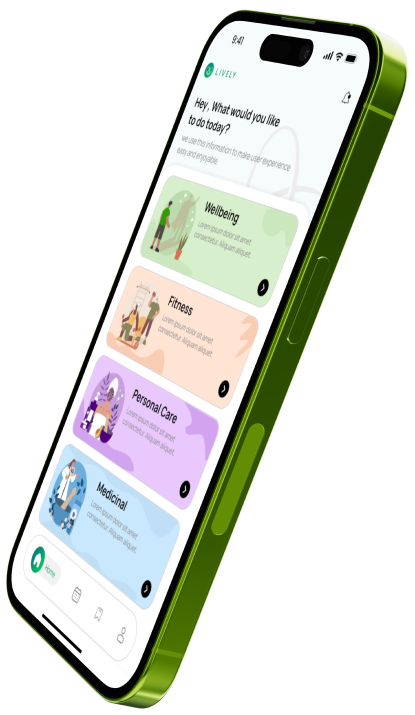 9:41
LIVELY
Hey, What would you like
to do today?
we use this information to make user experience
easy and enjoyable.
Wellbeing
Lorem ipsum dolor sit amet
consectetur. Aliquam aliquet.
Fitness
Lorem ipsum dolor sit amet
consectetur. Aliquam aliquet.
Personal Care
Lorem ipsum dolor sit amet
consectetur. Aliquam aliquet.
Medicinal
Lorem ipsum dolor sit amet
consectetur. Aliquam aliquet.
Home